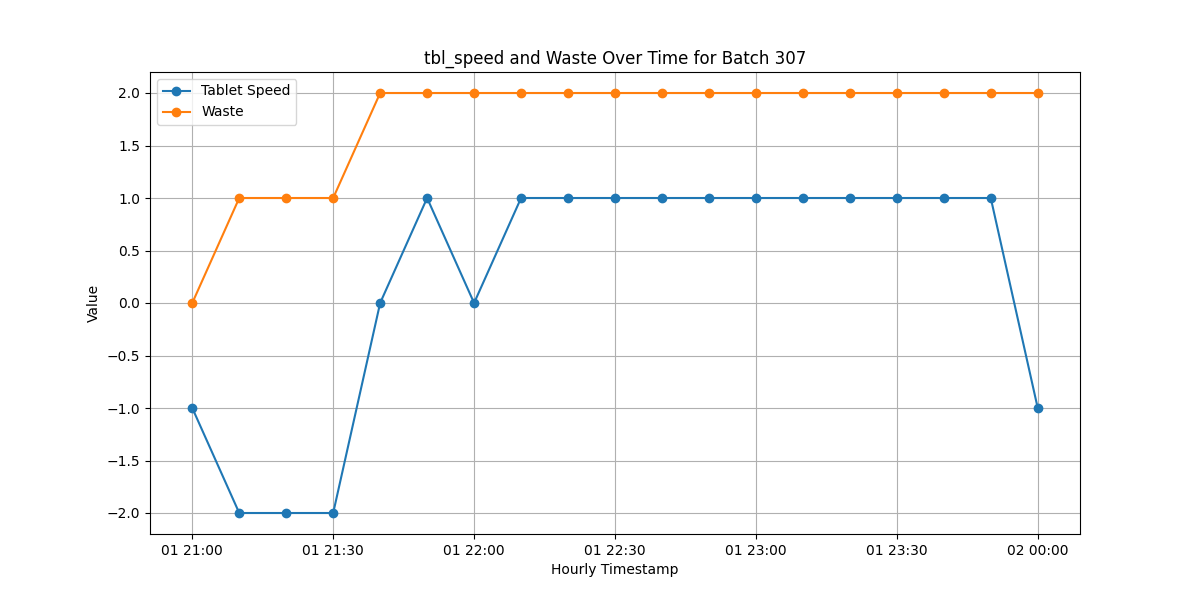 tbl_speed and Waste Over Time for Batch 307
Tablet Speed
Waste
2.0
1.5
1.0
0.5
0.0
−0.5
−1.0
−1.5
−2.0
Value
01 21:00 01 21:30 01 22:00 01 22:30 01 23:00 01 23:30 02 00:00
Hourly Timestamp